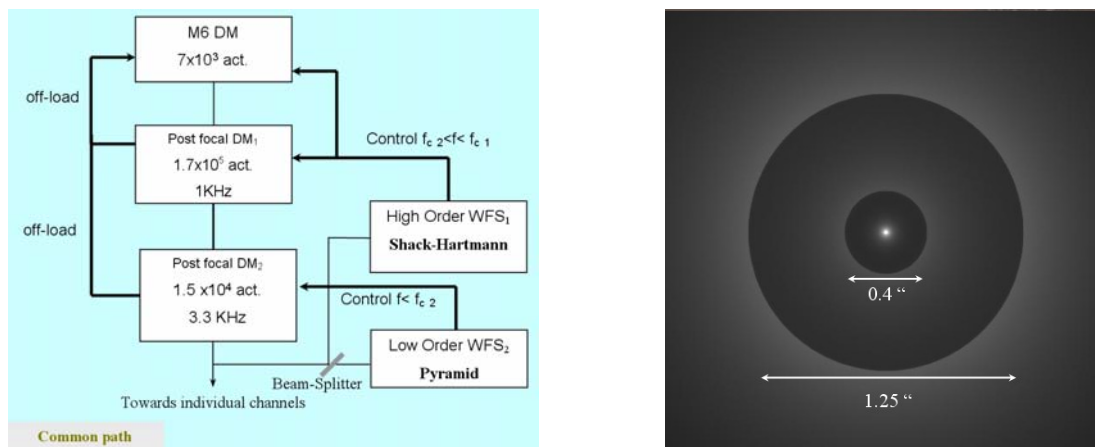 M6 DM
7x10³ act.
off-load
Post focal DM₁
1.7x10⁵ act.
1KHz
Control f c 2<f< f c 1
off-load
High Order WFS₁
Shack-Hartmann
Post focal DM₂
1.5 x10⁴ act.
3.3 KHz
Control f< f c 2
Low Order WFS₂
Pyramid
Beam-Splitter
Towards individual channels
Common path
0.4 “
1.25 “